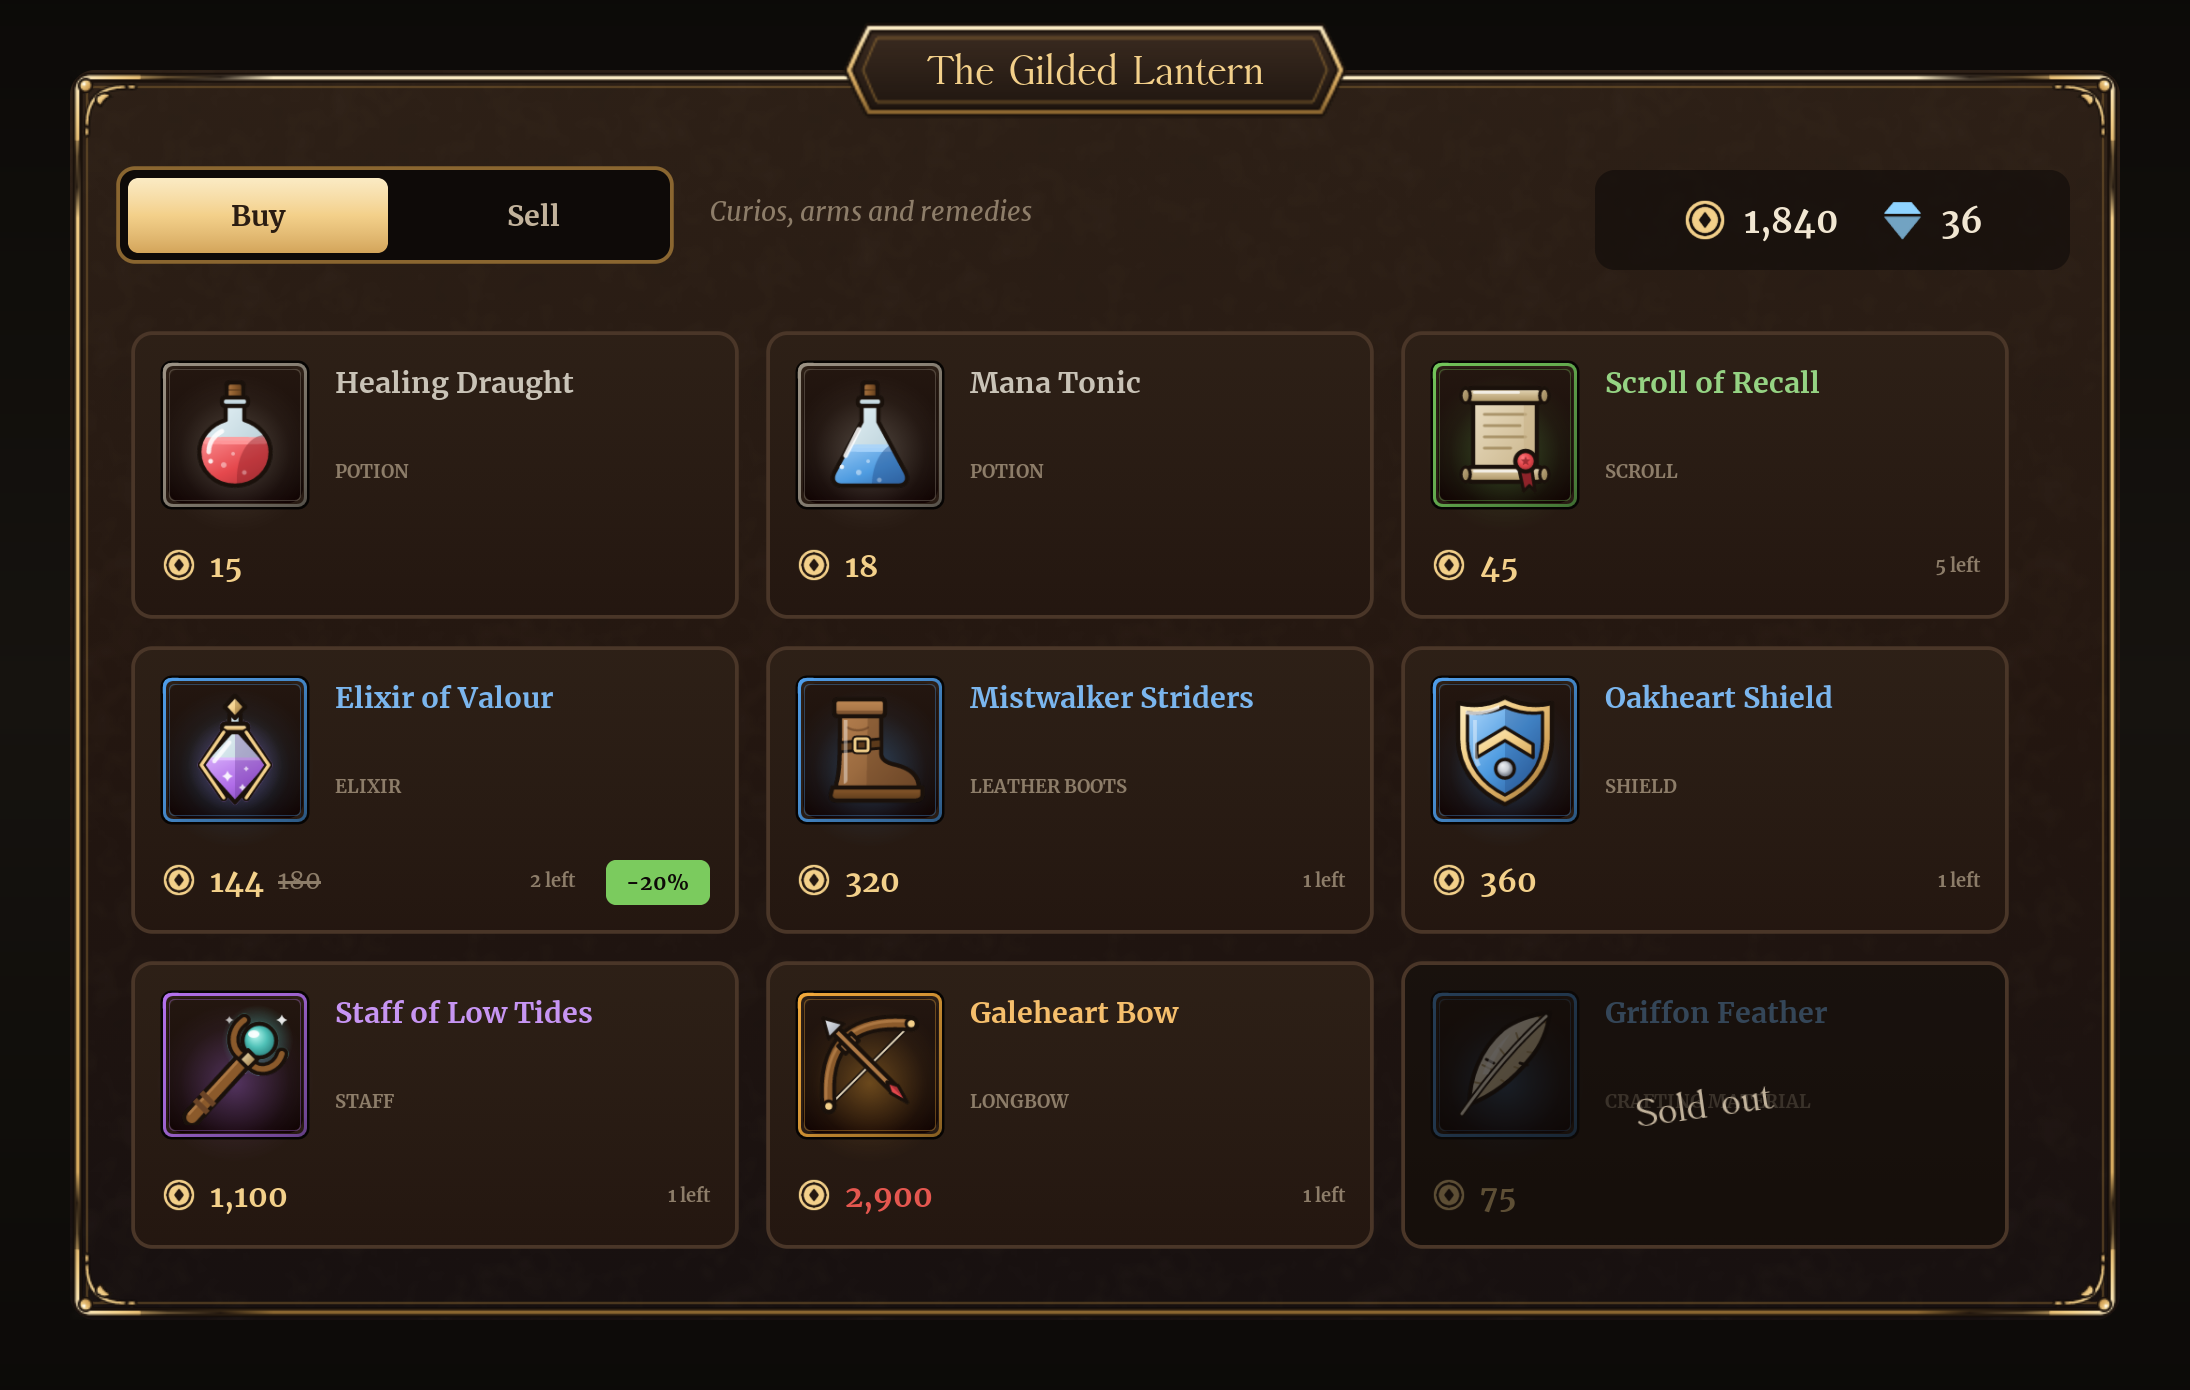 The Gilded Lantern
Buy
Sell
Curios, arms and remedies
1,840
36
Healing Draught
POTION
15
Mana Tonic
POTION
18
Scroll of Recall
SCROLL
45
5 left
Elixir of Valour
ELIXIR
144 180
2 left
-20%
Mistwalker Striders
LEATHER BOOTS
320
1 left
Oakheart Shield
SHIELD
360
1 left
Staff of Low Tides
STAFF
1,100
1 left
Galeheart Bow
LONGBOW
2,900
1 left
Griffon Feather
CRAFTING MATERIAL
Sold out
75